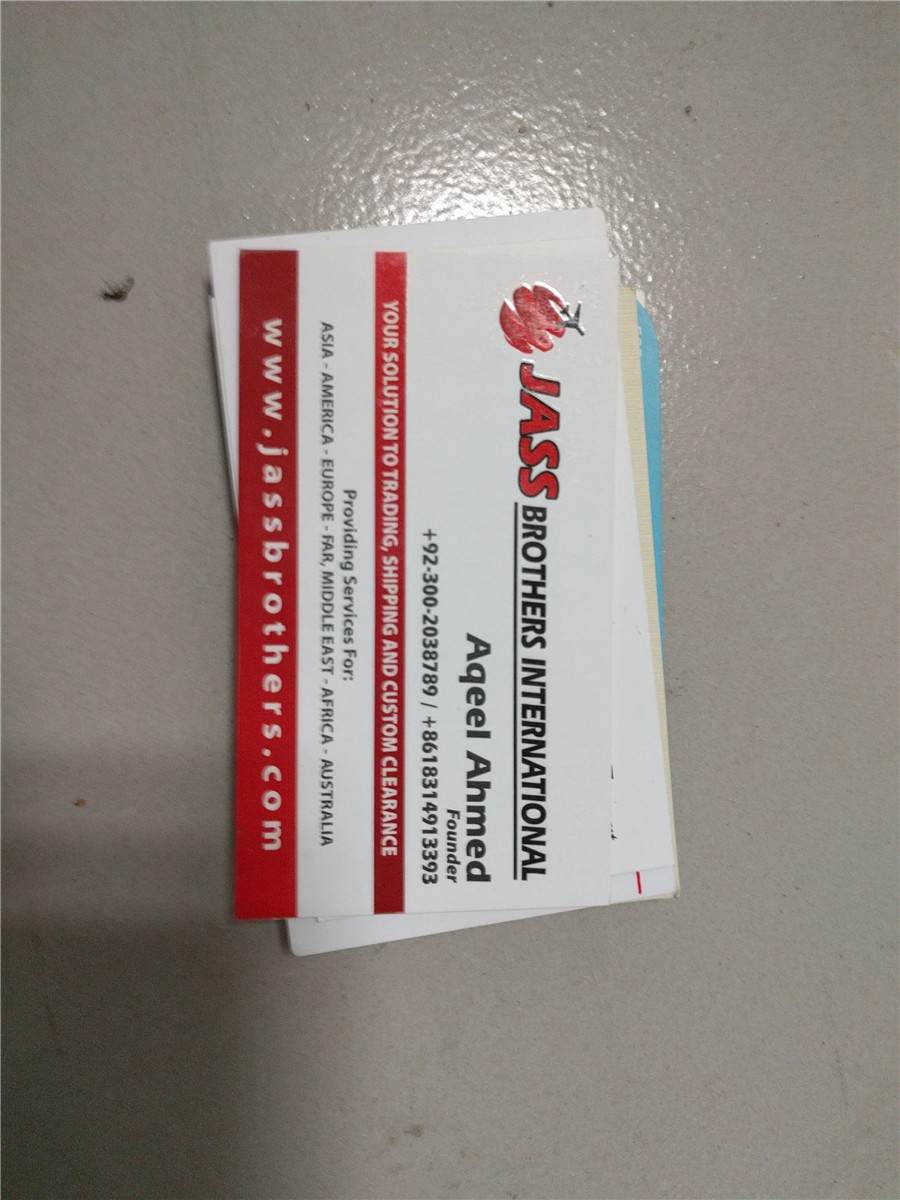 JASS BROTHERS INTERNATIONAL
Aqeel Ahmed
Founder
+92-300-2038789 / +8618314913393
YOUR SOLUTION TO TRADING, SHIPPING AND CUSTOM CLEARANCE
Providing Services For:
ASIA - AMERICA - EUROPE - FAR, MIDDLE EAST - AFRICA - AUSTRALIA
www.jassbrothers.com